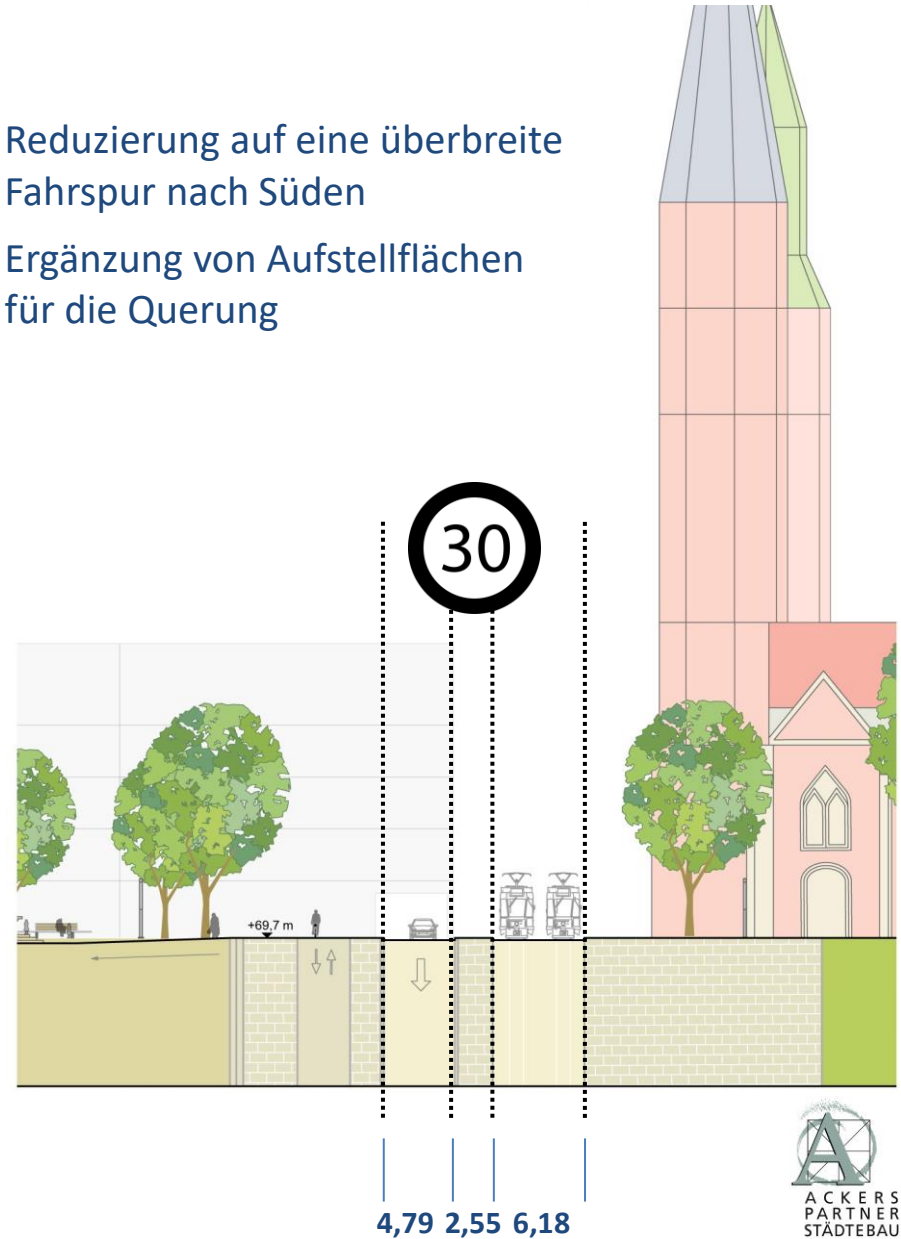 Reduzierung auf eine überbreite
Fahrspur nach Süden
Ergänzung von Aufstellflächen
für die Querung
30
+69,7 m
4,79 2,55 6,18
ACKERS
PARTNER
STÄDTEBAU